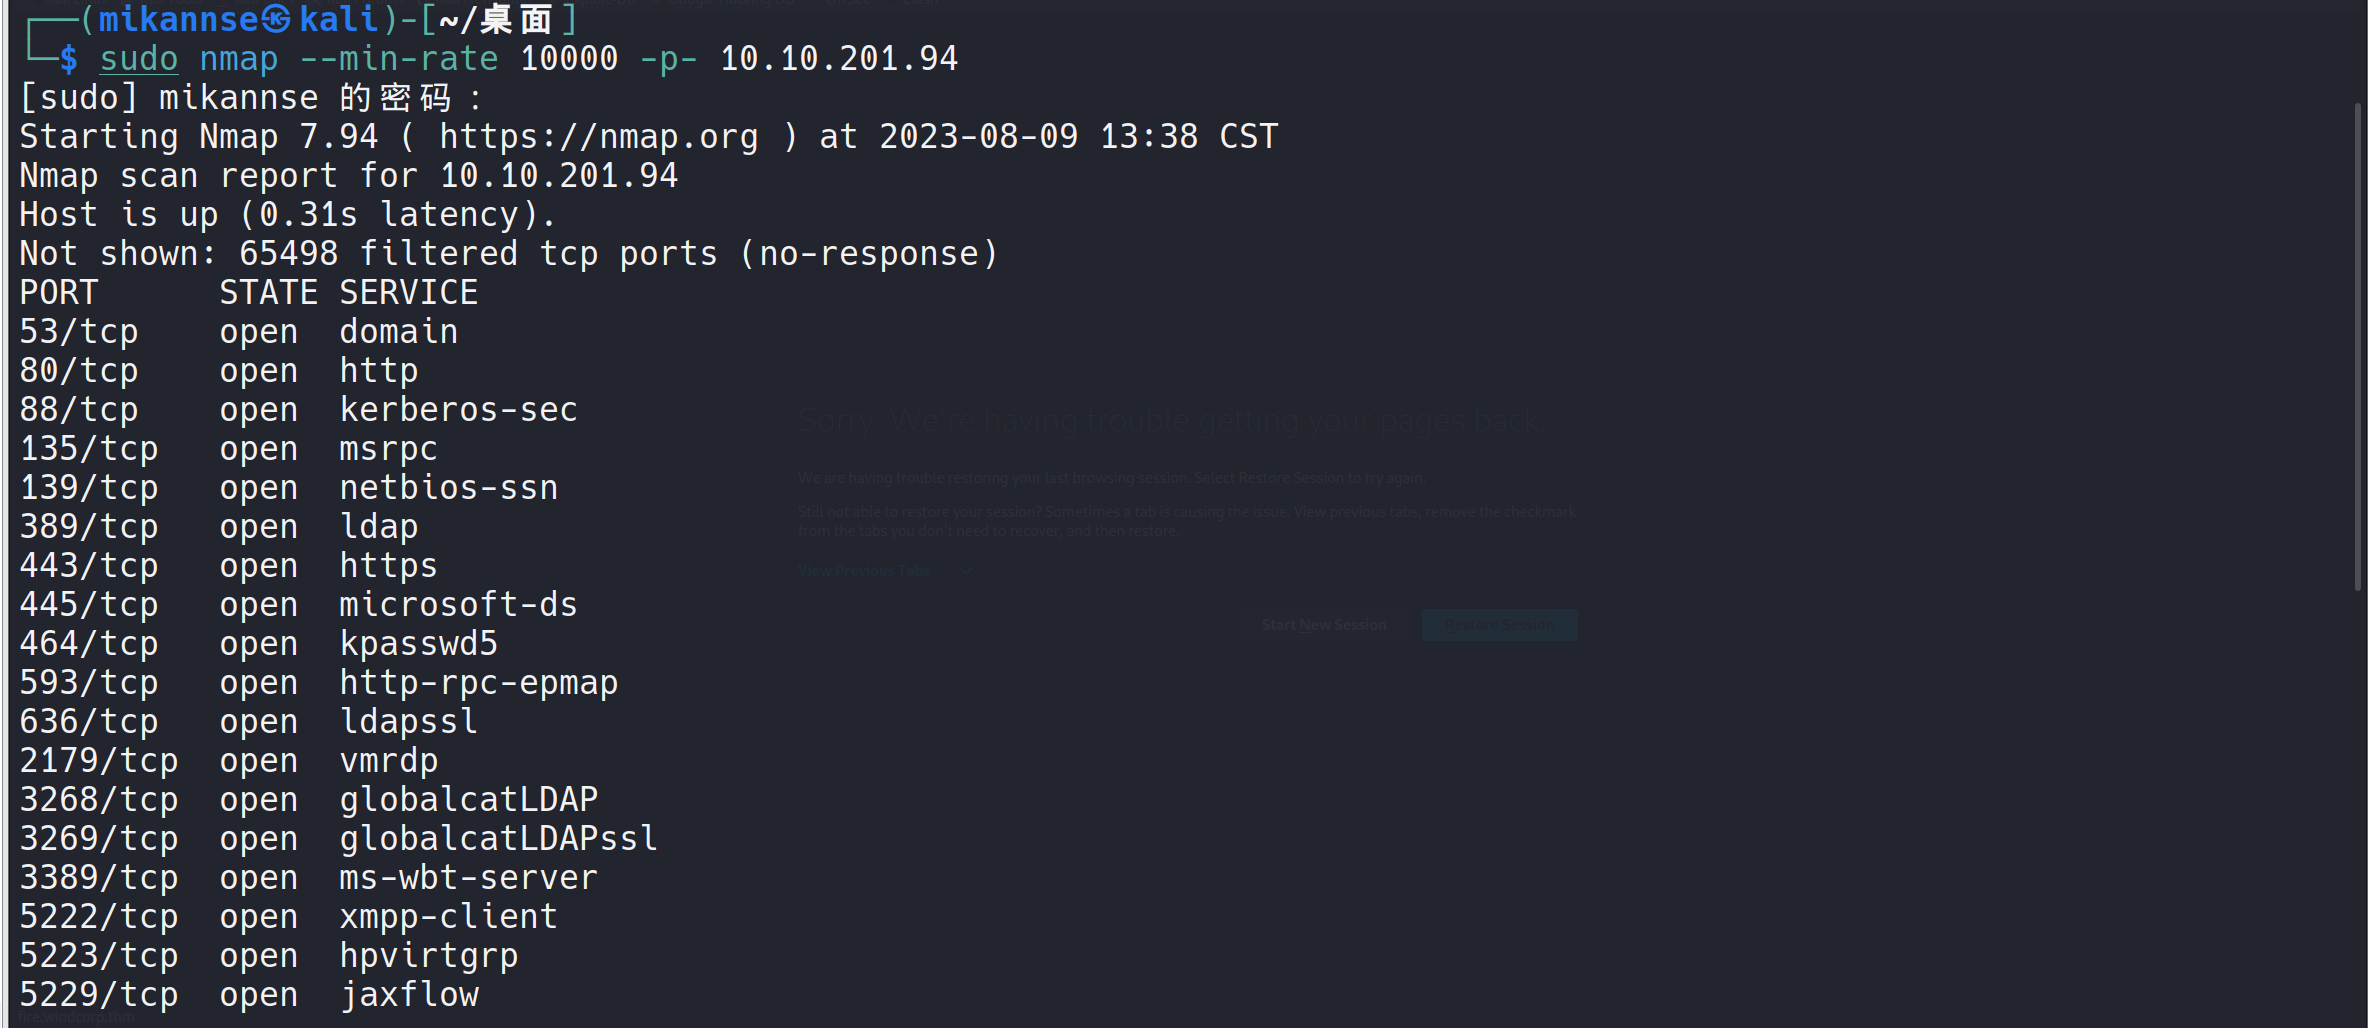 ┌──(mikannse㉿kali)-[~/桌面]
└─$ sudo nmap --min-rate 10000 -p- 10.10.201.94
[sudo] mikannse 的密码：
Starting Nmap 7.94 ( https://nmap.org ) at 2023-08-09 13:38 CST
Nmap scan report for 10.10.201.94
Host is up (0.31s latency).
Not shown: 65498 filtered tcp ports (no-response)
PORT      STATE SERVICE
53/tcp    open  domain
80/tcp    open  http
88/tcp    open  kerberos-sec
135/tcp   open  msrpc
139/tcp   open  netbios-ssn
389/tcp   open  ldap
443/tcp   open  https
445/tcp   open  microsoft-ds
464/tcp   open  kpasswd5
593/tcp   open  http-rpc-epmap
636/tcp   open  ldapssl
2179/tcp  open  vmrdp
3268/tcp  open  globalcatLDAP
3269/tcp  open  globalcatLDAPssl
3389/tcp  open  ms-wbt-server
5222/tcp  open  xmpp-client
5223/tcp  open  hpvirtgrp
5229/tcp  open  jaxflow
Sorry. We're having trouble getting your pages back.
We are having trouble restoring your last browsing session. Select Restore Session to try again.
Still not able to restore your session? Sometimes a tab is causing the issue. View previous tabs, remove the checkmark
from the tabs you don't need to recover, and then restore.
View Previous Tabs
Start New Session
Restore Session
fire.windcorp.thm